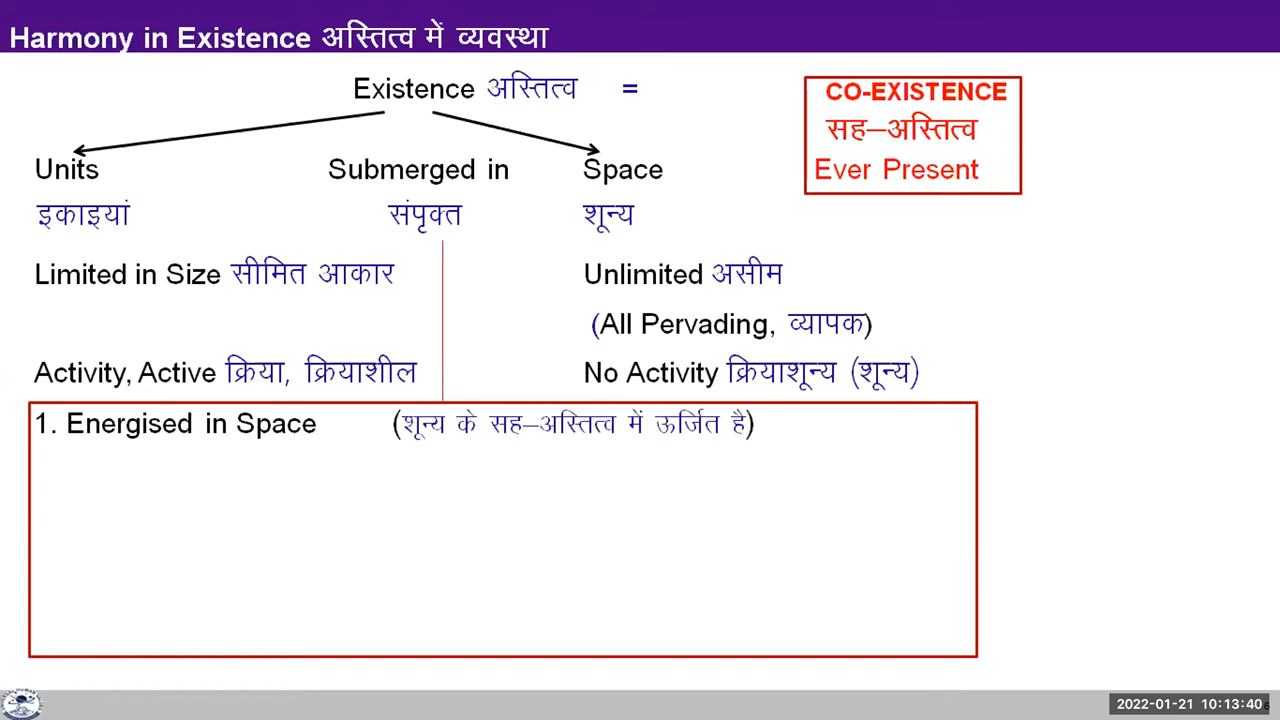 Harmony in Existence अस्तित्व में व्यवस्था
Existence अस्तित्व =
CO-EXISTENCE
सह–अस्तित्व
Ever Present
Units Submerged in Space
इकाइयां संपृक्त शून्य
Limited in Size सीमित आकार Unlimited असीम
(All Pervading, व्यापक)
Activity, Active क्रिया, क्रियाशील No Activity क्रियाशून्य (शून्य)
1. Energised in Space (शून्य के सह–अस्तित्व में ऊर्जित है)
2022-01-21 10:13:40